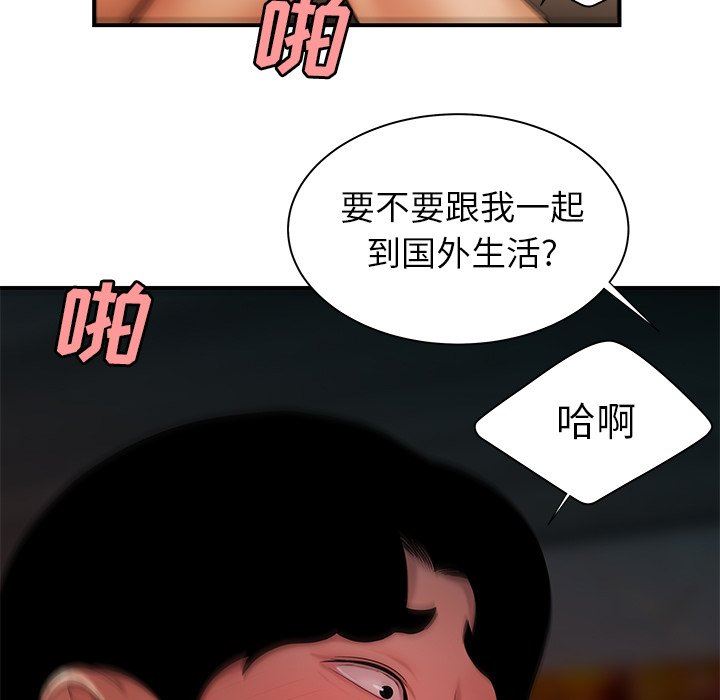 啪
要不要跟我一起
到国外生活?
啪
哈啊